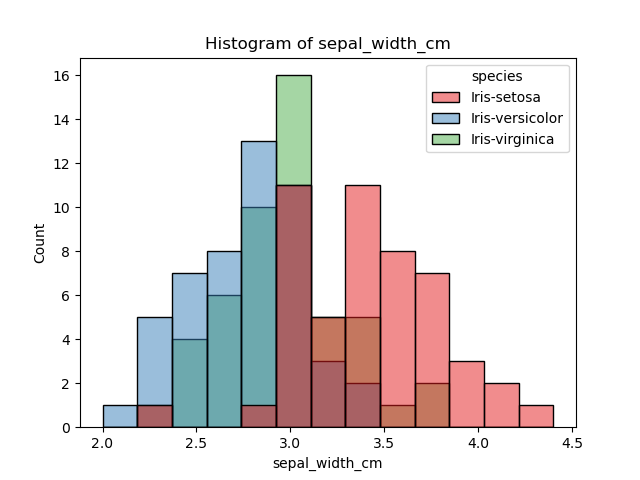 Histogram of sepal_width_cm
species
Iris-setosa
Iris-versicolor
Iris-virginica
Count
16
14
12
10
8
6
4
2
0
2.0 2.5 3.0 3.5 4.0 4.5
sepal_width_cm